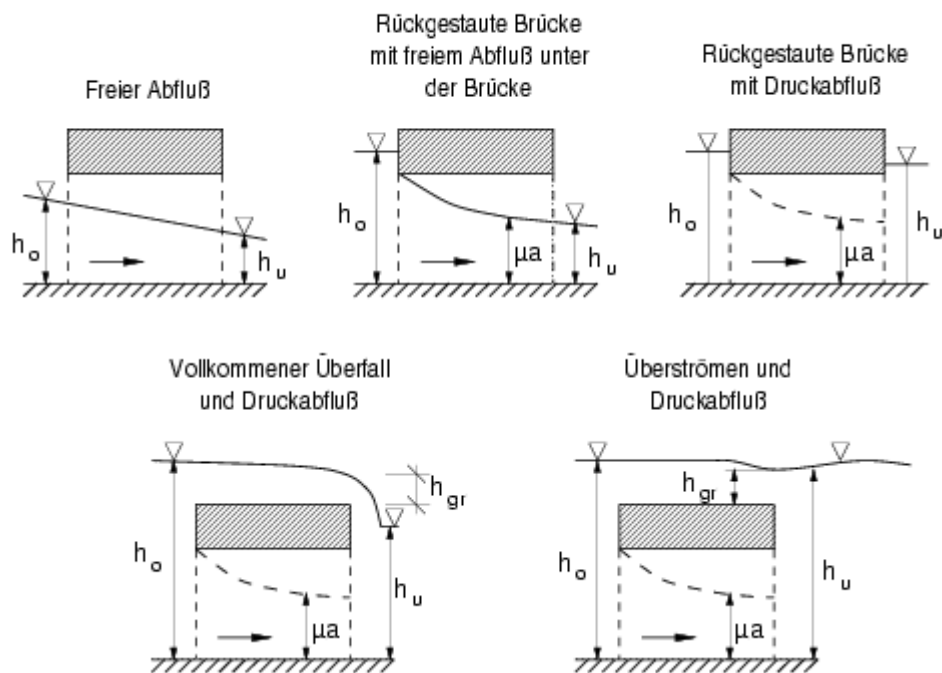 Freier Abfluß
Rückgestaute Brücke
mit freiem Abfluß unter
der Brücke
Rückgestaute Brücke
mit Druckabfluß
h o
h u
h o
µa
h u
h o
µa
h u
Vollkommener Überfall
und Druckabfluß
Überströmen und
Druckabfluß
h o
h gr
h u
µa
h o
h gr
h u
µa